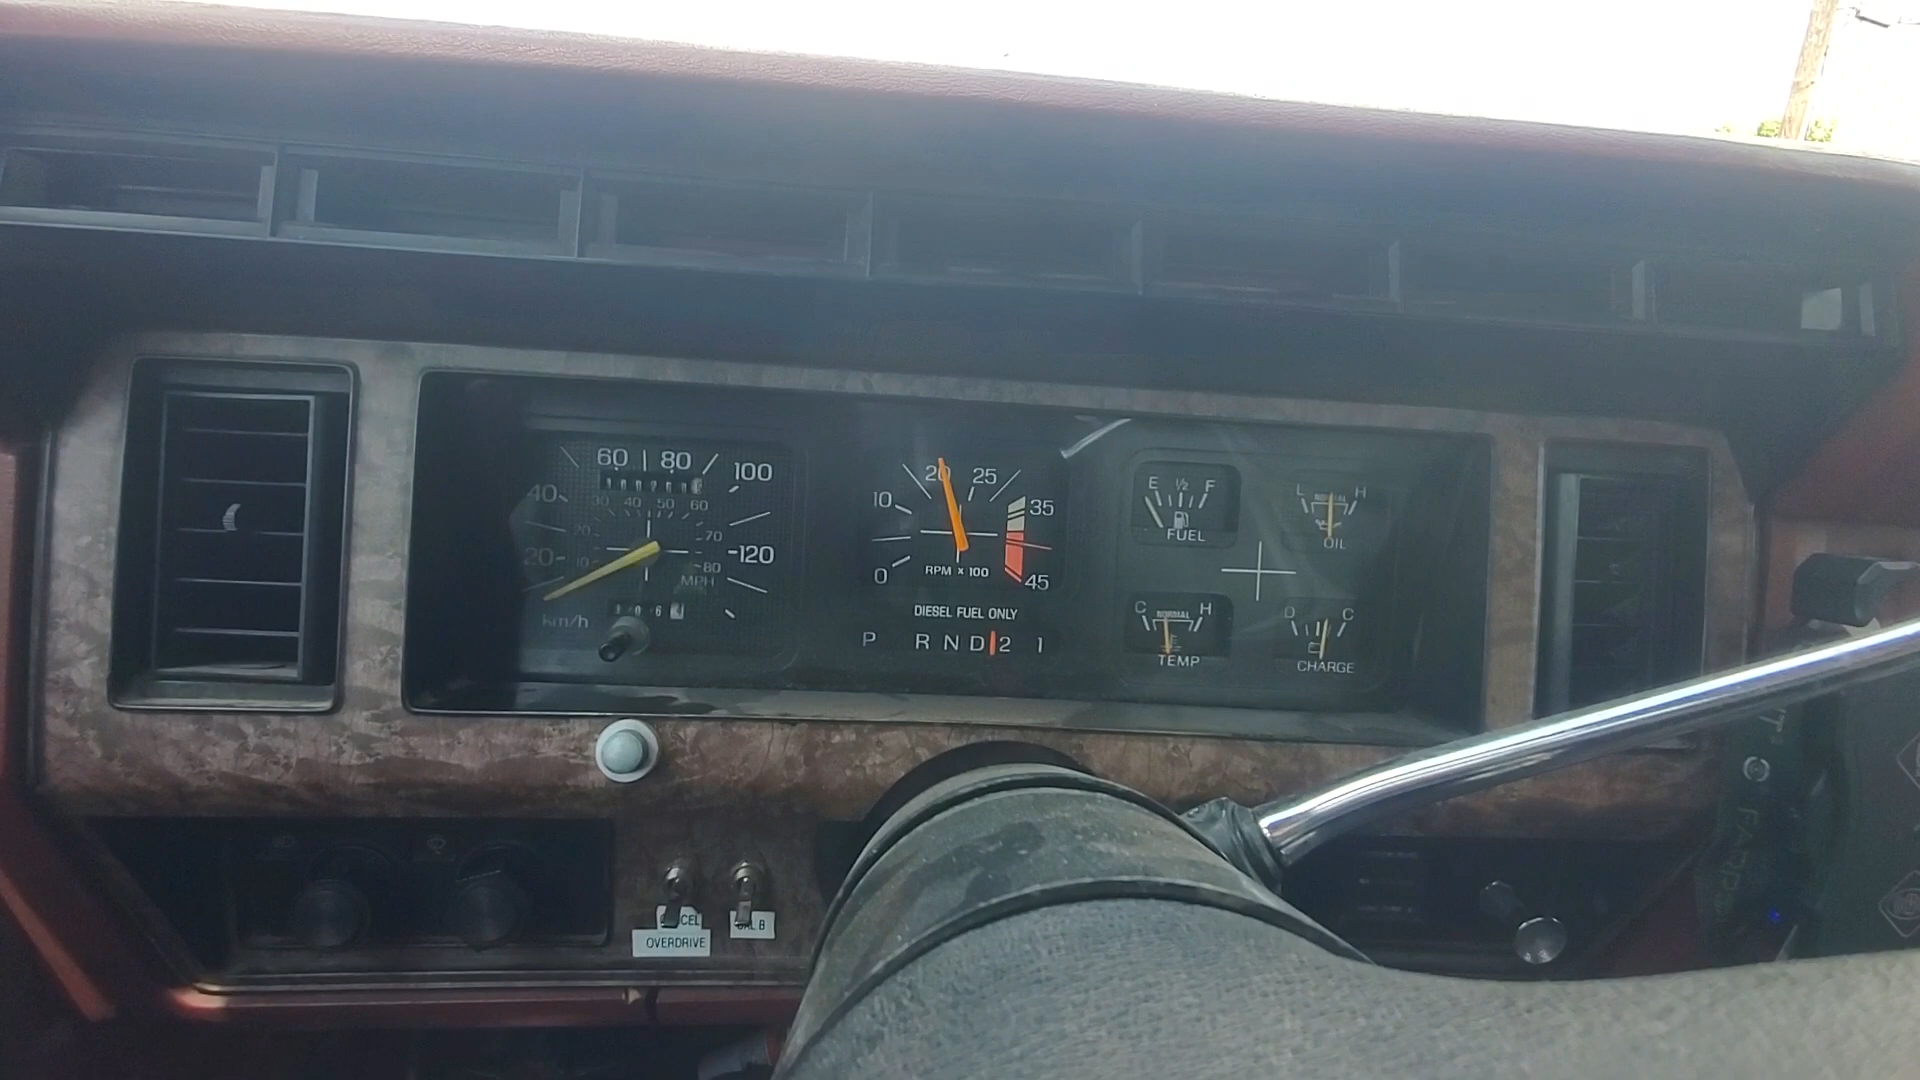 60 80 100
40 120
20
30 40 50 60
20 70
10 80
MPH
km/h
10 20 25 35
0 45
RPM x 100
DIESEL FUEL ONLY
P R N D 2 1
E ½ F
FUEL
L NORMAL H
OIL
C NORMAL H
TEMP
D C
CHARGE
OVERDRIVE